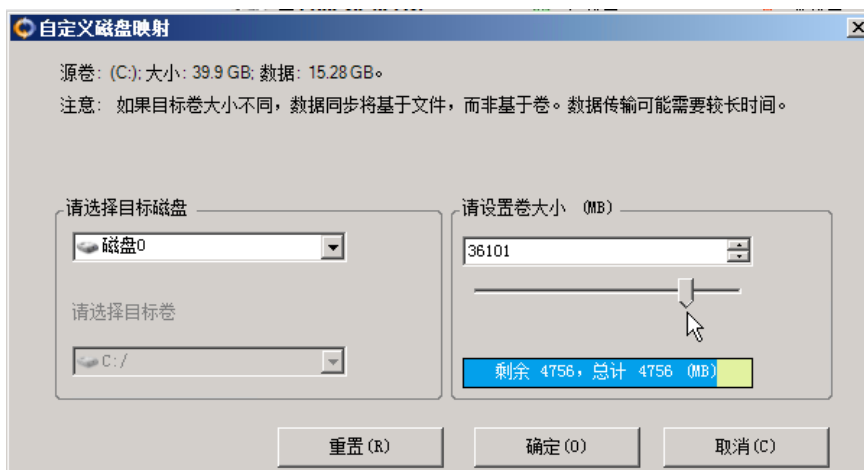 自定义磁盘映射
源卷: (C:); 大小: 39.9 GB; 数据: 15.28 GB。
注意: 如果目标卷大小不同，数据同步将基于文件，而非基于卷。数据传输可能需要较长时间。
请选择目标磁盘
磁盘0
请选择目标卷
C:/
请设置卷大小 (MB)
36101
剩余 4756，总计 4756 (MB)
重置(R)
确定(O)
取消(C)